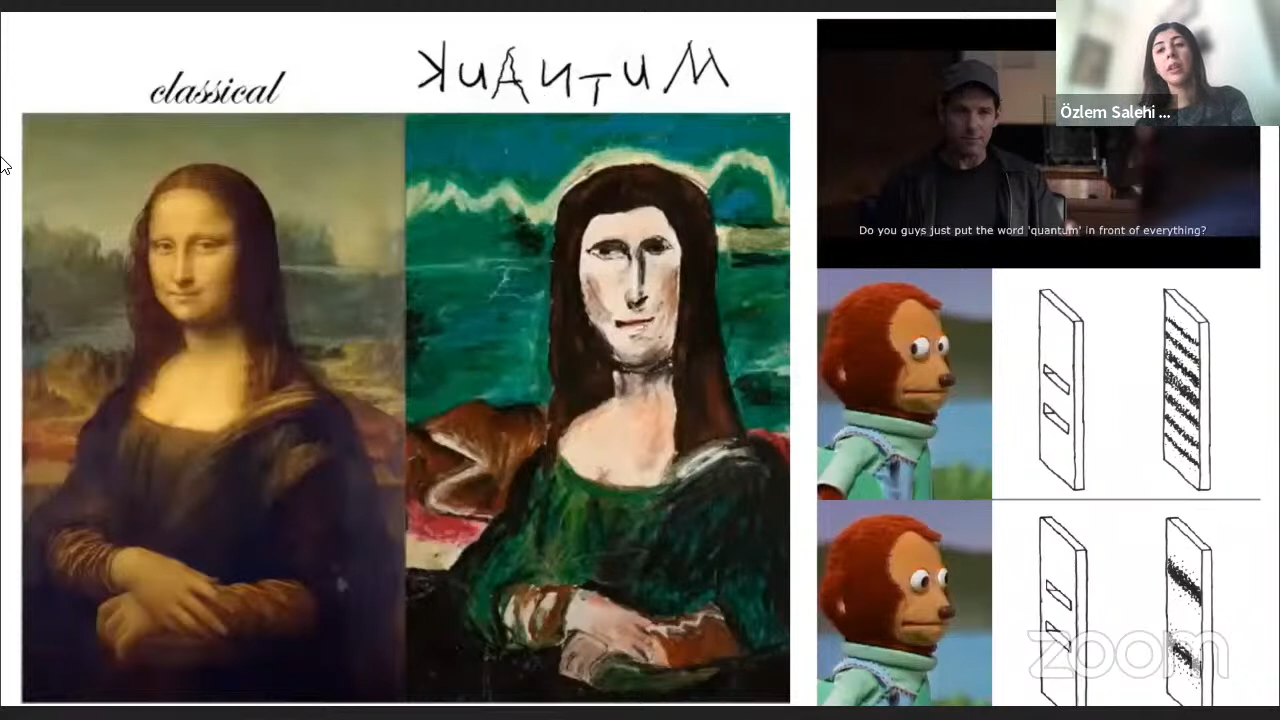 classical
KUANTUM
Özlem Salehi ...
Do you guys just put the word 'quantum' in front of everything?
zoom